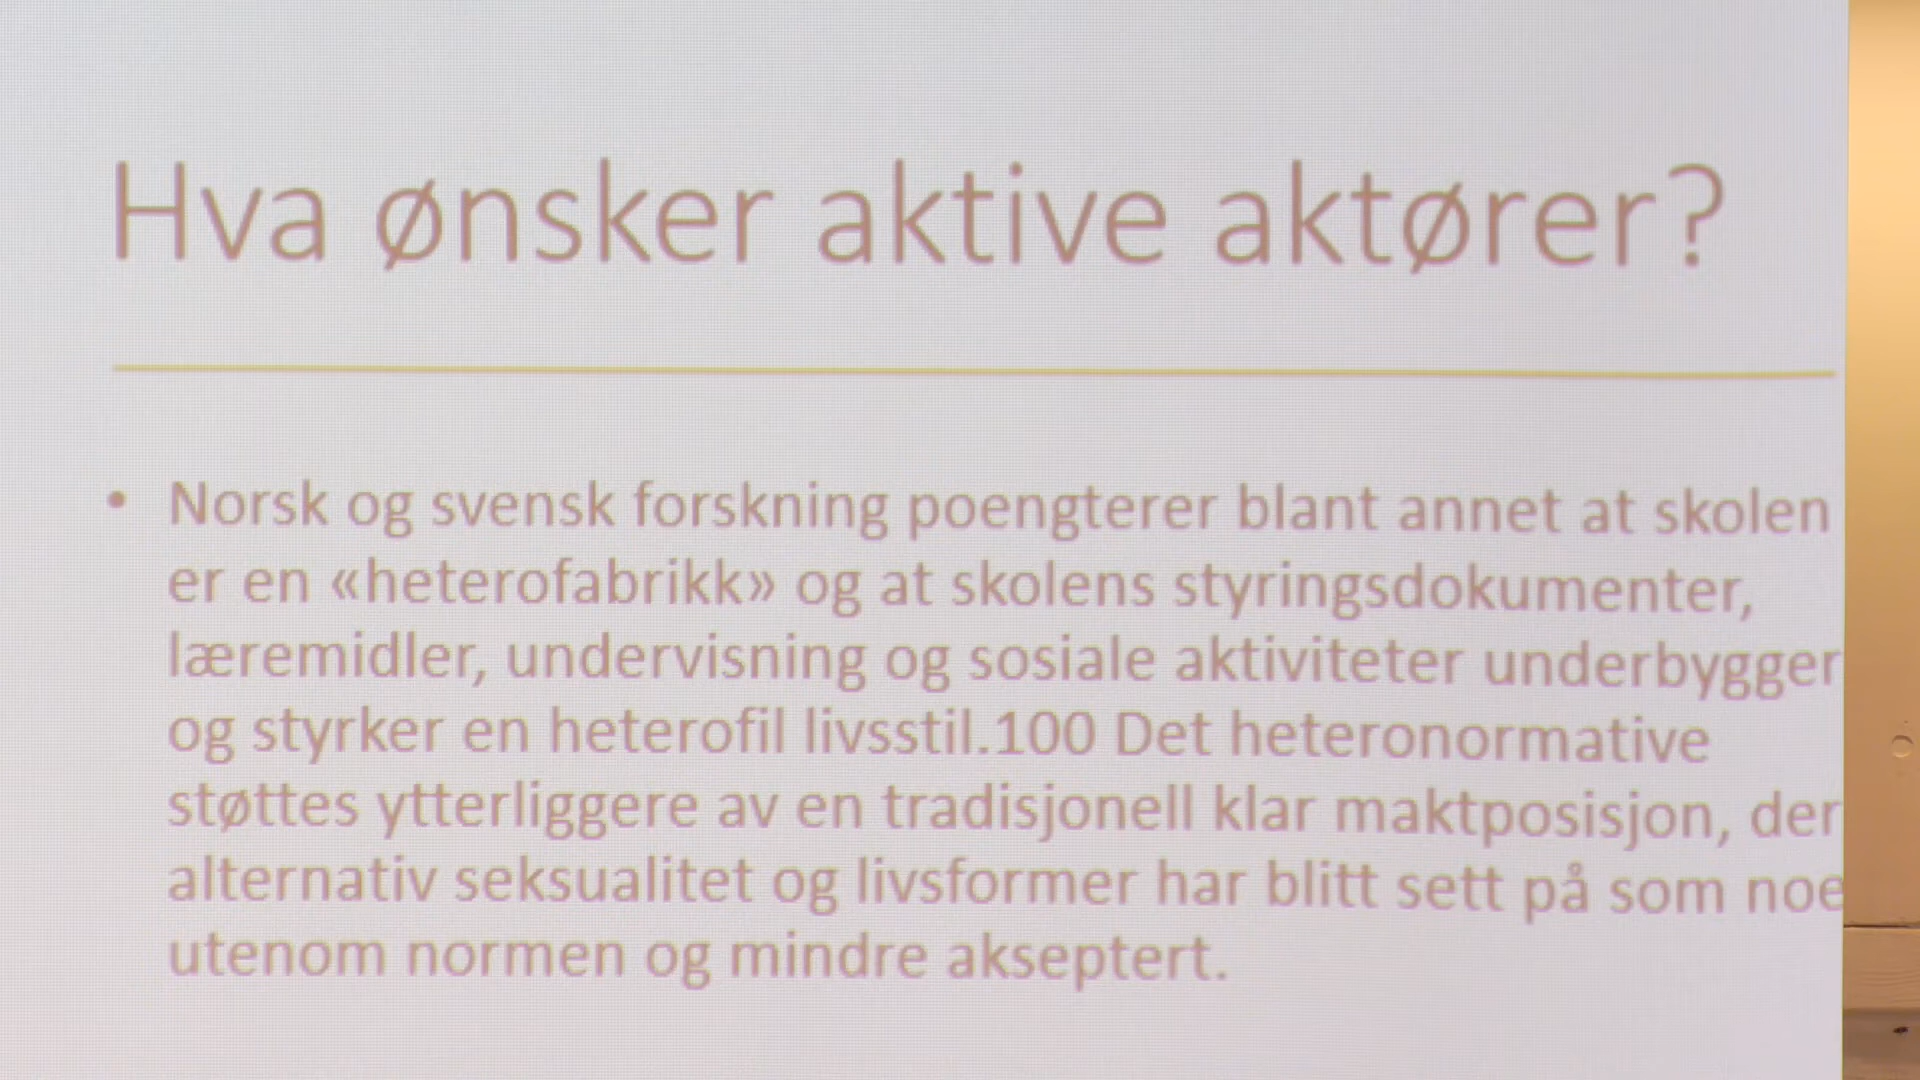 Hva ønsker aktive aktører?
• Norsk og svensk forskning poengterer blant annet at skolen
er en «heterofabrikk» og at skolens styringsdokumenter,
læremidler, undervisning og sosiale aktiviteter underbygger
og styrker en heterofil livsstil.100 Det heteronormative
støttes ytterliggere av en tradisjonell klar maktposisjon, der
alternativ seksualitet og livsformer har blitt sett på som noe
utenom normen og mindre akseptert.